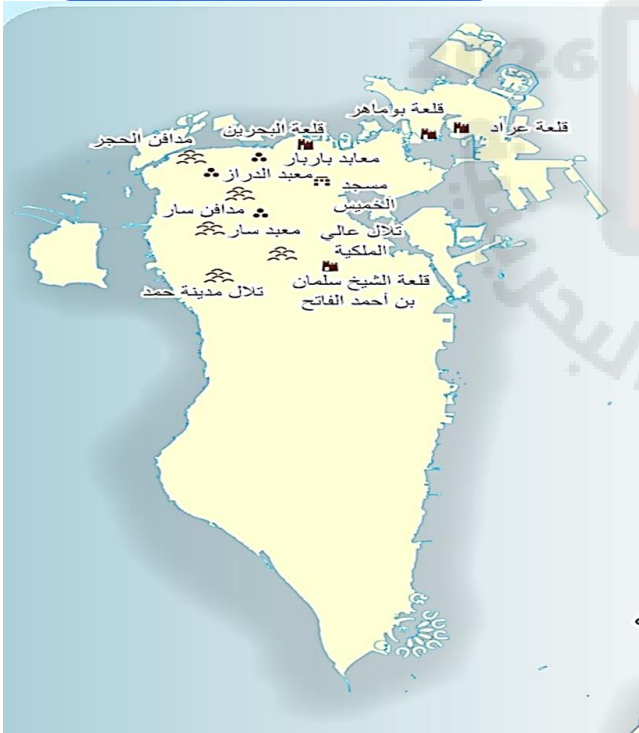 2026
قلعة بوماهر
قلعة عراد
قلعة البحرين
مدافن الحجر
معابد باربار
معبد الدراز
مسجد
الخميس
مدافن سار
معبد سار
تلال عالي
الملكية
قلعة الشيخ سلمان
بن أحمد الفاتح
تلال مدينة حمد